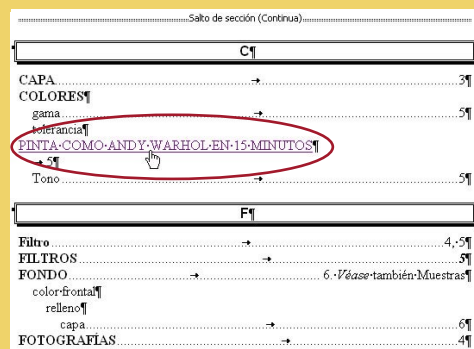 Salto de sección (Continua)
C¶
CAPA → 3¶
COLORES¶
gama → 5¶
tolerancia¶
PINTA·COMO·ANDY·WARHOL·EN·15·MINUTOS¶
→ 5¶
Tono → 5¶
F¶
Filtro → 4,·5¶
FILTROS → 5¶
FONDO → 6.·Véase·también·Muestras¶
color·frontal¶
relleno¶
capa → 6¶
FOTOGRAFÍAS → 4¶